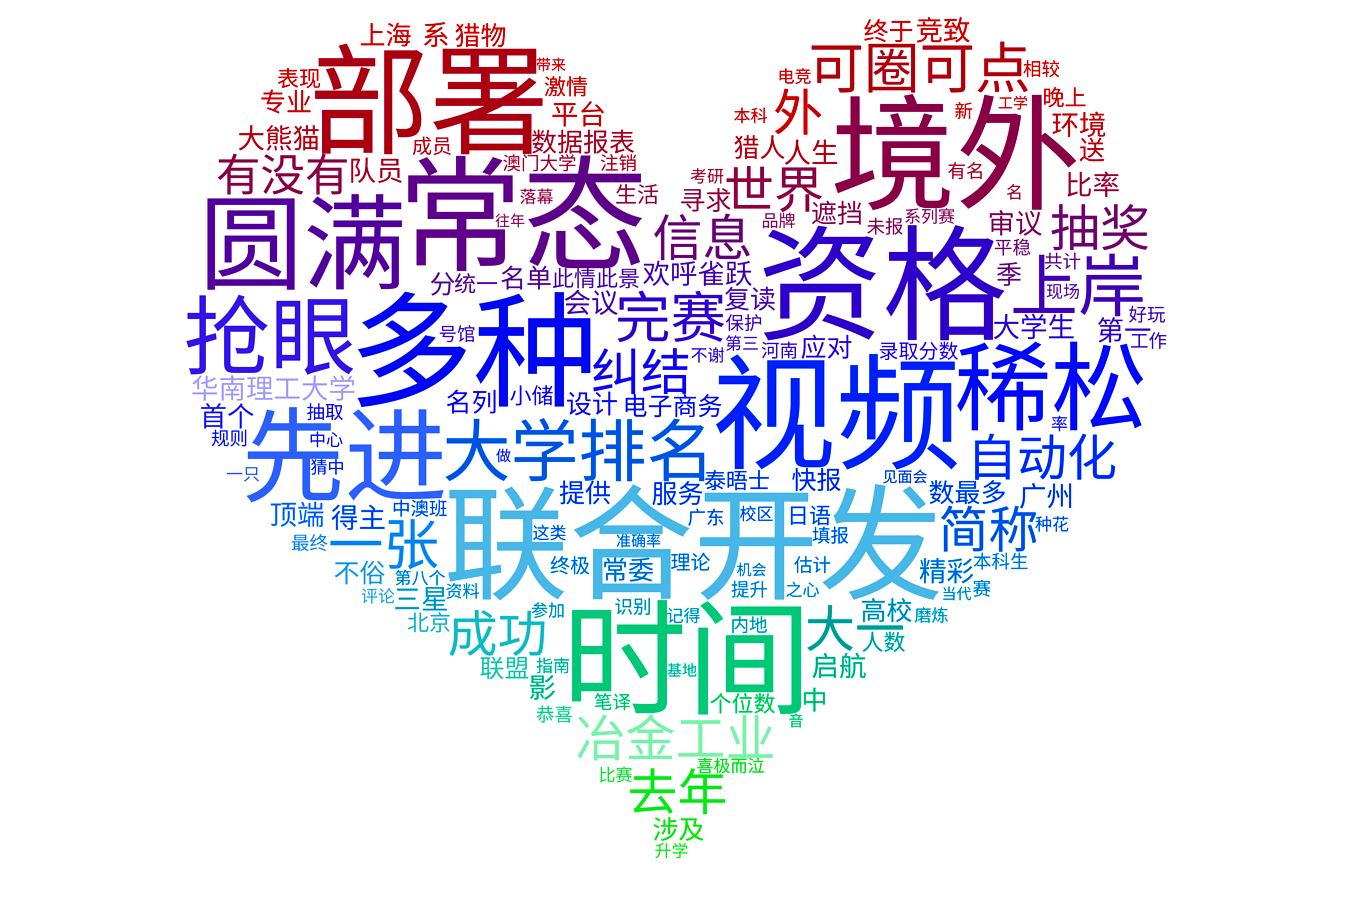 上海 系 猎物
终于 竞致
部署
带来
可圈可点
表现
电竞
相较
激情
专业
外
境外
新
工学
晚上
平台
本科
环境
大熊猫
成员
数据报表
猎人
人生
送
有没有
队员
常态
澳门大学
注销
考研
世界
有名
比率
圆满
落幕
生活
寻求
名
往年
信息
品牌
遮挡
未报
系列赛
审议
抽奖
资格
平稳
分统一
名单
此情此景
欢呼雀跃
季
上岸
共计
现场
抢眼
多种
会议
完赛
复读
好玩
号馆
保护
大学生
第一
工作
纠结
不谢
第三
河南
应对
录取分数
视频
稀松
华南理工大学
名列
小储
设计
电子商务
首个
抽取
率
规则
中心
先进
大学排名
做
自动化
一只
猜中
提供
服务
泰晤士
快报
见面会
数最多
广州
顶端
得主
中澳班
联合开发
广东
校区
日语
简称
种花
最终
一张
这类
准确率
填报
不俗
第八个
终极
常委
理论
机会
估计
精彩
本科生
评论
三星
资料
提升
之心
当代
赛
北京
成功
参加
识别
时间
记得
内地
大一
高校
磨炼
人数
联盟
指南
基地
启航
影
笔译
个位数
中
恭喜
音
冶金工业
比赛
喜极而泣
去年
涉及
升学